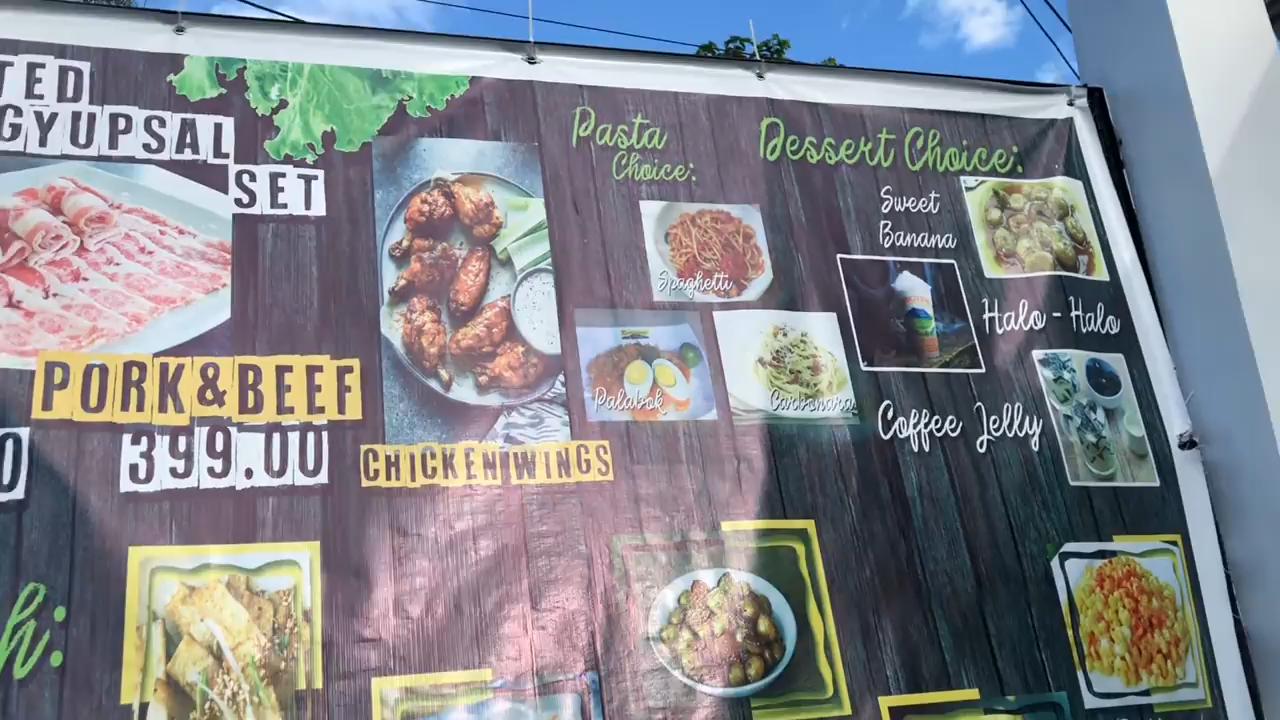 TED
GYUPSAL
SET
PORK&BEEF
0
399.00
CHICKEN WINGS
Pasta
Choice:
Spaghetti
Palabok
Carbonara
Dessert Choice:
Sweet
Banana
Halo - Halo
Coffee Jelly
h: